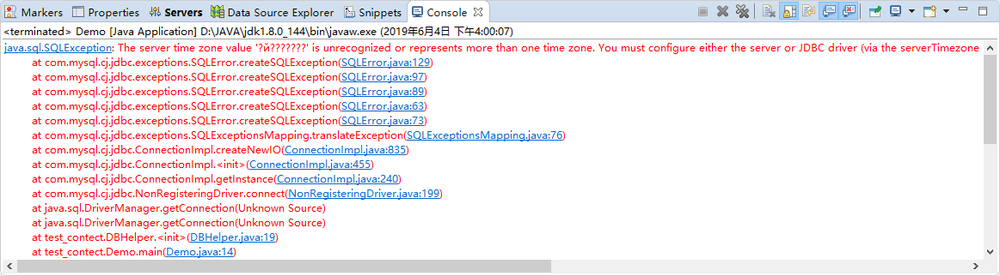 Markers Properties Servers Data Source Explorer Snippets Console
<terminated> Demo [Java Application] D:\JAVA\jdk1.8.0_144\bin\javaw.exe (2019年6月4日 下午4:00:07)
java.sql.SQLException: The server time zone value '?й???????' is unrecognized or represents more than one time zone. You must configure either the server or JDBC driver (via the serverTimezone
at com.mysql.cj.jdbc.exceptions.SQLError.createSQLException(SQLError.java:129)
at com.mysql.cj.jdbc.exceptions.SQLError.createSQLException(SQLError.java:97)
at com.mysql.cj.jdbc.exceptions.SQLError.createSQLException(SQLError.java:89)
at com.mysql.cj.jdbc.exceptions.SQLError.createSQLException(SQLError.java:63)
at com.mysql.cj.jdbc.exceptions.SQLError.createSQLException(SQLError.java:73)
at com.mysql.cj.jdbc.exceptions.SQLExceptionsMapping.translateException(SQLExceptionsMapping.java:76)
at com.mysql.cj.jdbc.ConnectionImpl.createNewIO(ConnectionImpl.java:835)
at com.mysql.cj.jdbc.ConnectionImpl.<init>(ConnectionImpl.java:455)
at com.mysql.cj.jdbc.ConnectionImpl.getInstance(ConnectionImpl.java:240)
at com.mysql.cj.jdbc.NonRegisteringDriver.connect(NonRegisteringDriver.java:199)
at java.sql.DriverManager.getConnection(Unknown Source)
at java.sql.DriverManager.getConnection(Unknown Source)
at test_contect.DBHelper.<init>(DBHelper.java:19)
at test_contect.Demo.main(Demo.java:14)